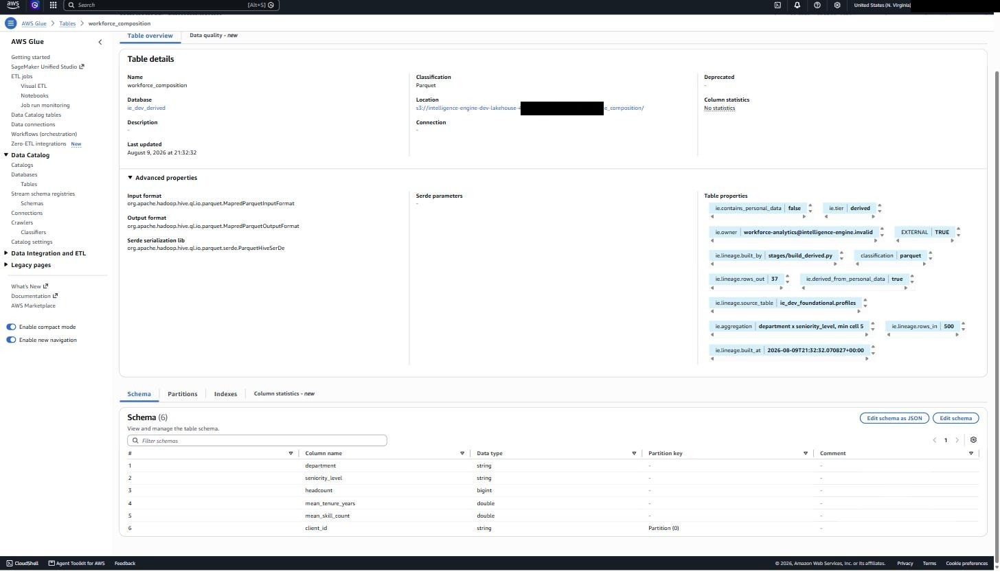 aws Search [Alt+S] United States (N. Virginia)
AWS Glue > Tables > workforce_composition
AWS Glue
Getting started
SageMaker Unified Studio
ETL jobs
Visual ETL
Notebooks
Job run monitoring
Data Catalog tables
Data connections
Workflows (orchestration)
Zero-ETL integrations New
Data Catalog
Catalogs
Databases
Tables
Stream schema registries
Schemas
Connections
Crawlers
Classifiers
Catalog settings
Data Integration and ETL
Legacy pages
What's New
Documentation
AWS Marketplace
Enable compact mode
Enable new navigation
Table overview Data quality - new
Table details
Name
workforce_composition
Database
ie_dev_derived
Description
-
Last updated
August 9, 2026 at 21:32:32
Classification
Parquet
Location
s3://intelligence-engine-dev-lakehouse- e_composition/
Connection
-
Deprecated
-
Column statistics
No statistics
Advanced properties
Input format
org.apache.hadoop.hive.ql.io.parquet.MapredParquetInputFormat
Output format
org.apache.hadoop.hive.ql.io.parquet.MapredParquetOutputFormat
Serde serialization lib
org.apache.hadoop.hive.ql.io.parquet.serde.ParquetHiveSerDe
Serde parameters
-
Table properties
ie.contains_personal_data | false ie.tier | derived
ie.owner | workforce-analytics@intelligence-engine.invalid EXTERNAL | TRUE
ie.lineage.built_by | stages/build_derived.py classification | parquet
ie.lineage.rows_out | 37 ie.derived_from_personal_data | true
ie.lineage.source_table | ie_dev_foundational.profiles
ie.aggregation | department x seniority_level, min cell 5 ie.lineage.rows_in | 500
ie.lineage.built_at | 2026-08-09T21:32:32.070827+00:00
Schema Partitions Indexes Column statistics - new
Schema (6)
View and manage the table schema.
Edit schema as JSON Edit schema
Filter schemas
1
# Column name Data type Partition key Comment
1 department string - -
2 seniority_level string - -
3 headcount bigint - -
4 mean_tenure_years double - -
5 mean_skill_count double - -
6 client_id string Partition (0) -
CloudShell Agent Toolkit for AWS Feedback © 2026, Amazon Web Services, Inc. or its affiliates. Privacy Terms Cookie preferences